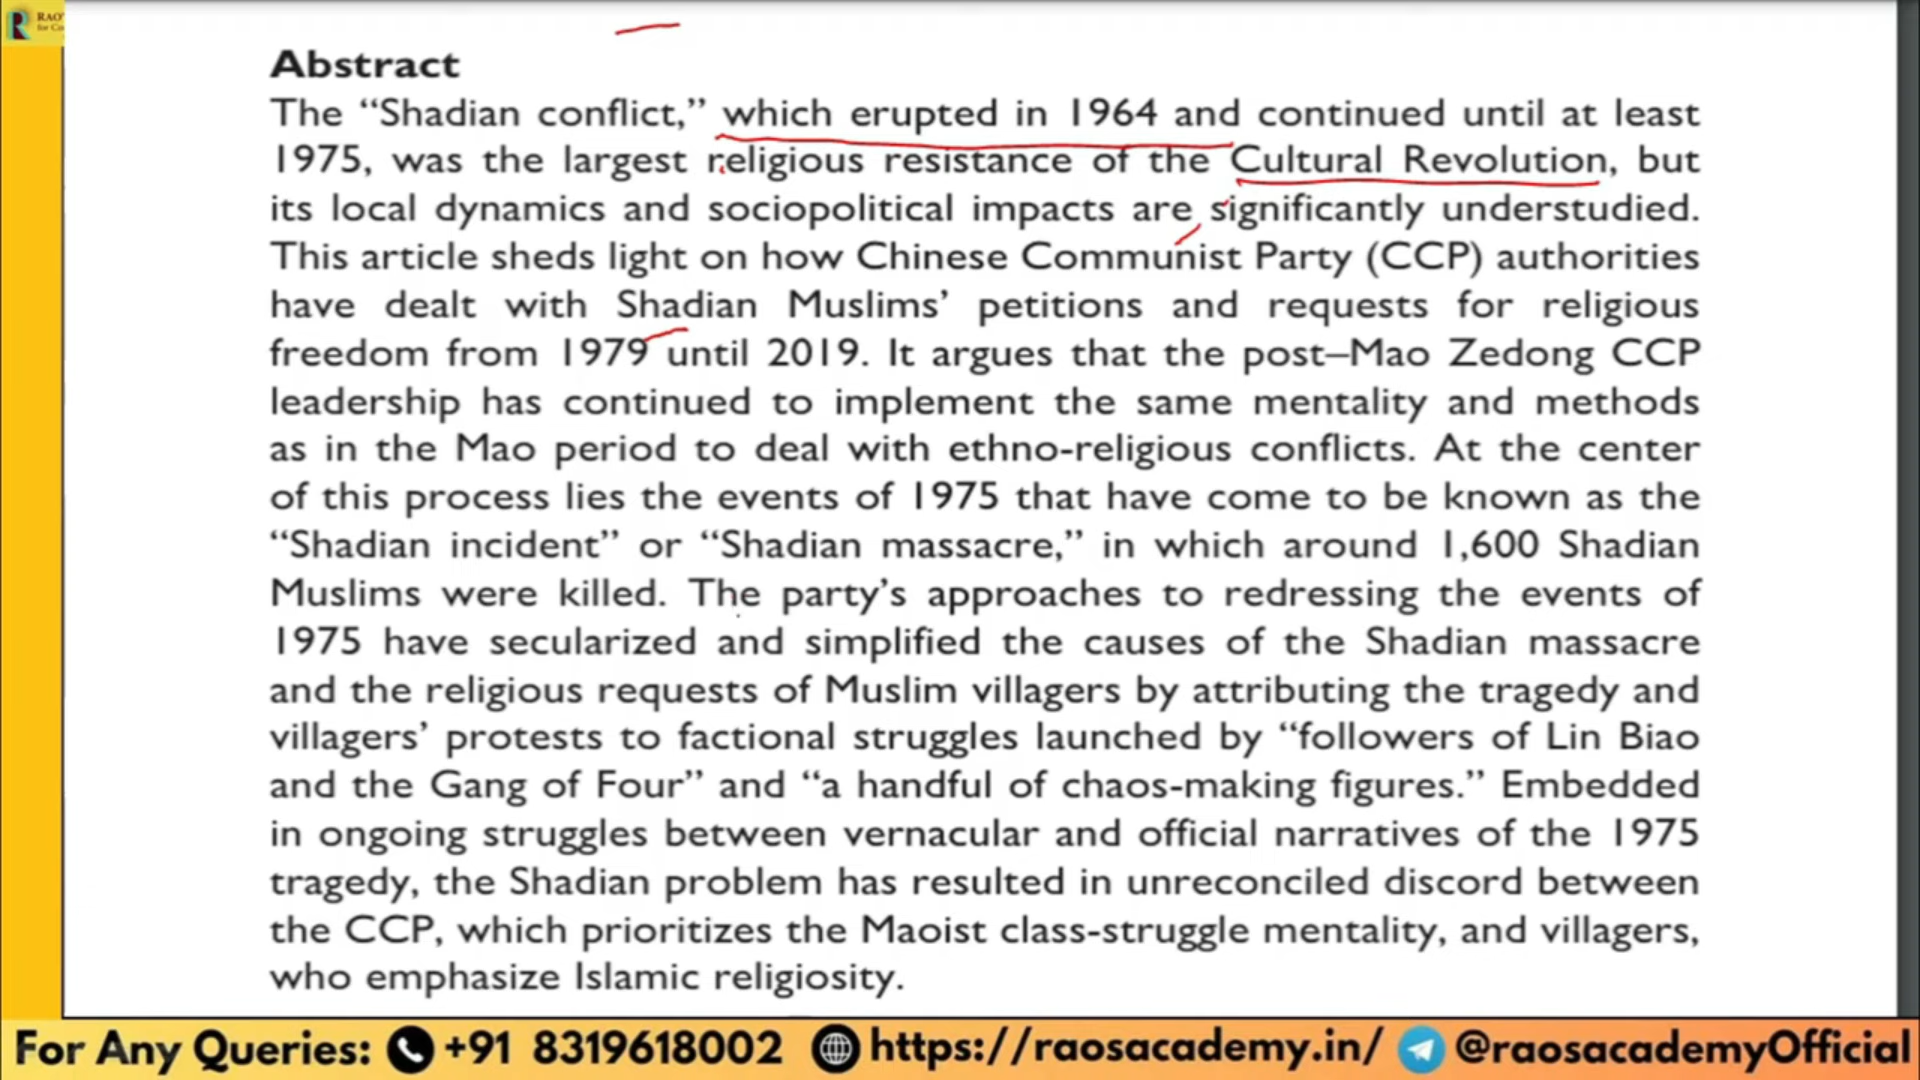 RAO
for Co
Abstract
The “Shadian conflict,” which erupted in 1964 and continued until at least
1975, was the largest religious resistance of the Cultural Revolution, but
its local dynamics and sociopolitical impacts are significantly understudied.
This article sheds light on how Chinese Communist Party (CCP) authorities
have dealt with Shadian Muslims’ petitions and requests for religious
freedom from 1979 until 2019. It argues that the post–Mao Zedong CCP
leadership has continued to implement the same mentality and methods
as in the Mao period to deal with ethno-religious conflicts. At the center
of this process lies the events of 1975 that have come to be known as the
“Shadian incident” or “Shadian massacre,” in which around 1,600 Shadian
Muslims were killed. The party’s approaches to redressing the events of
1975 have secularized and simplified the causes of the Shadian massacre
and the religious requests of Muslim villagers by attributing the tragedy and
villagers’ protests to factional struggles launched by “followers of Lin Biao
and the Gang of Four” and “a handful of chaos-making figures.” Embedded
in ongoing struggles between vernacular and official narratives of the 1975
tragedy, the Shadian problem has resulted in unreconciled discord between
the CCP, which prioritizes the Maoist class-struggle mentality, and villagers,
who emphasize Islamic religiosity.
For Any Queries: +91 8319618002 https://raosacademy.in/ @raosacademyOfficial